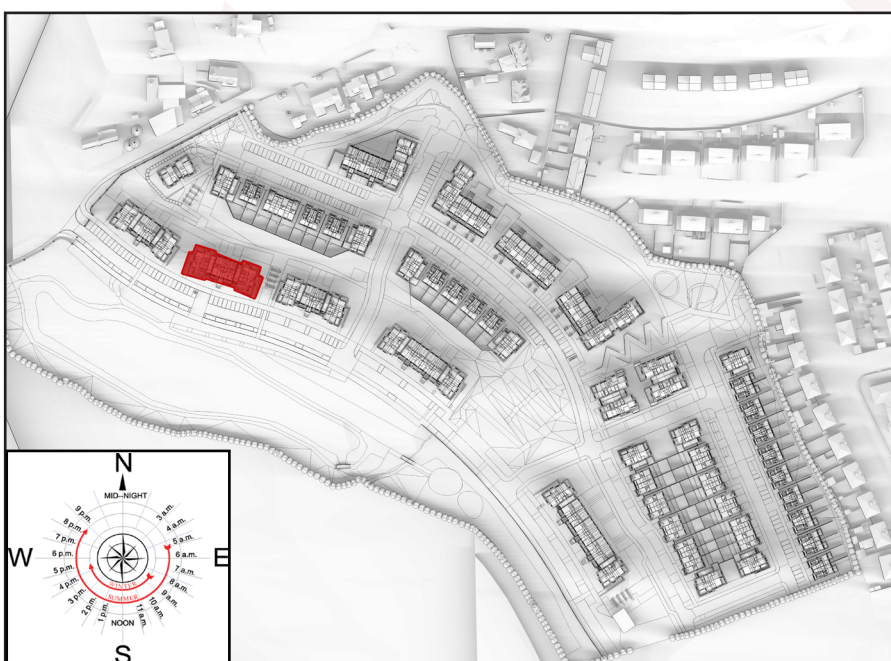 N
MID-NIGHT
9 p.m.
3 a.m.
8 p.m.
4 a.m.
7 p.m.
5 a.m.
W
6 p.m.
6 a.m.
E
5 p.m.
7 a.m.
4 p.m.
8 a.m.
WINTER
3 p.m.
9 a.m.
SUMMER
2 p.m.
10 a.m.
1 p.m.
11 a.m.
NOON
S